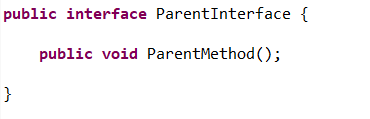 public interface ParentInterface {
    public void ParentMethod();
}